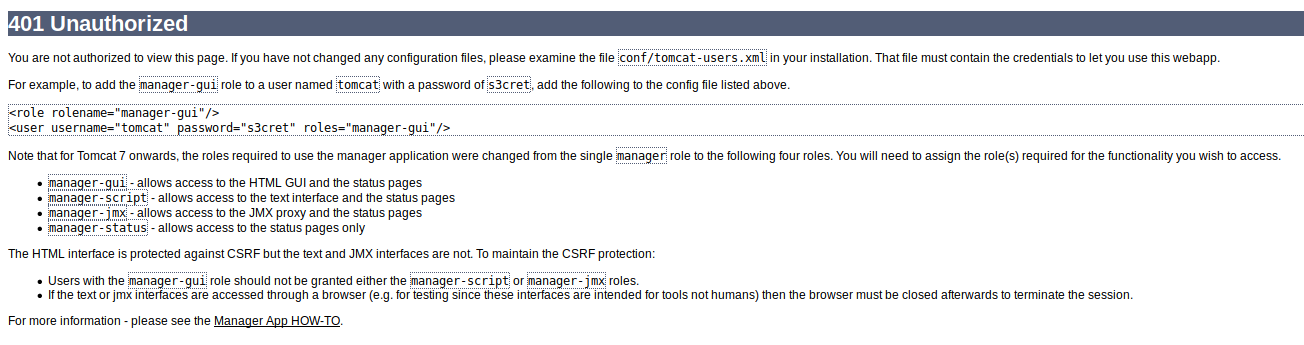 401 Unauthorized
You are not authorized to view this page. If you have not changed any configuration files, please examine the file conf/tomcat-users.xml in your installation. That file must contain the credentials to let you use this webapp.
For example, to add the manager-gui role to a user named tomcat with a password of s3cret, add the following to the config file listed above.
<role rolename="manager-gui"/>
<user username="tomcat" password="s3cret" roles="manager-gui"/>
Note that for Tomcat 7 onwards, the roles required to use the manager application were changed from the single manager role to the following four roles. You will need to assign the role(s) required for the functionality you wish to access.
• manager-gui - allows access to the HTML GUI and the status pages
• manager-script - allows access to the text interface and the status pages
• manager-jmx - allows access to the JMX proxy and the status pages
• manager-status - allows access to the status pages only
The HTML interface is protected against CSRF but the text and JMX interfaces are not. To maintain the CSRF protection:
• Users with the manager-gui role should not be granted either the manager-script or manager-jmx roles.
• If the text or jmx interfaces are accessed through a browser (e.g. for testing since these interfaces are intended for tools not humans) then the browser must be closed afterwards to terminate the session.
For more information - please see the Manager App HOW-TO.